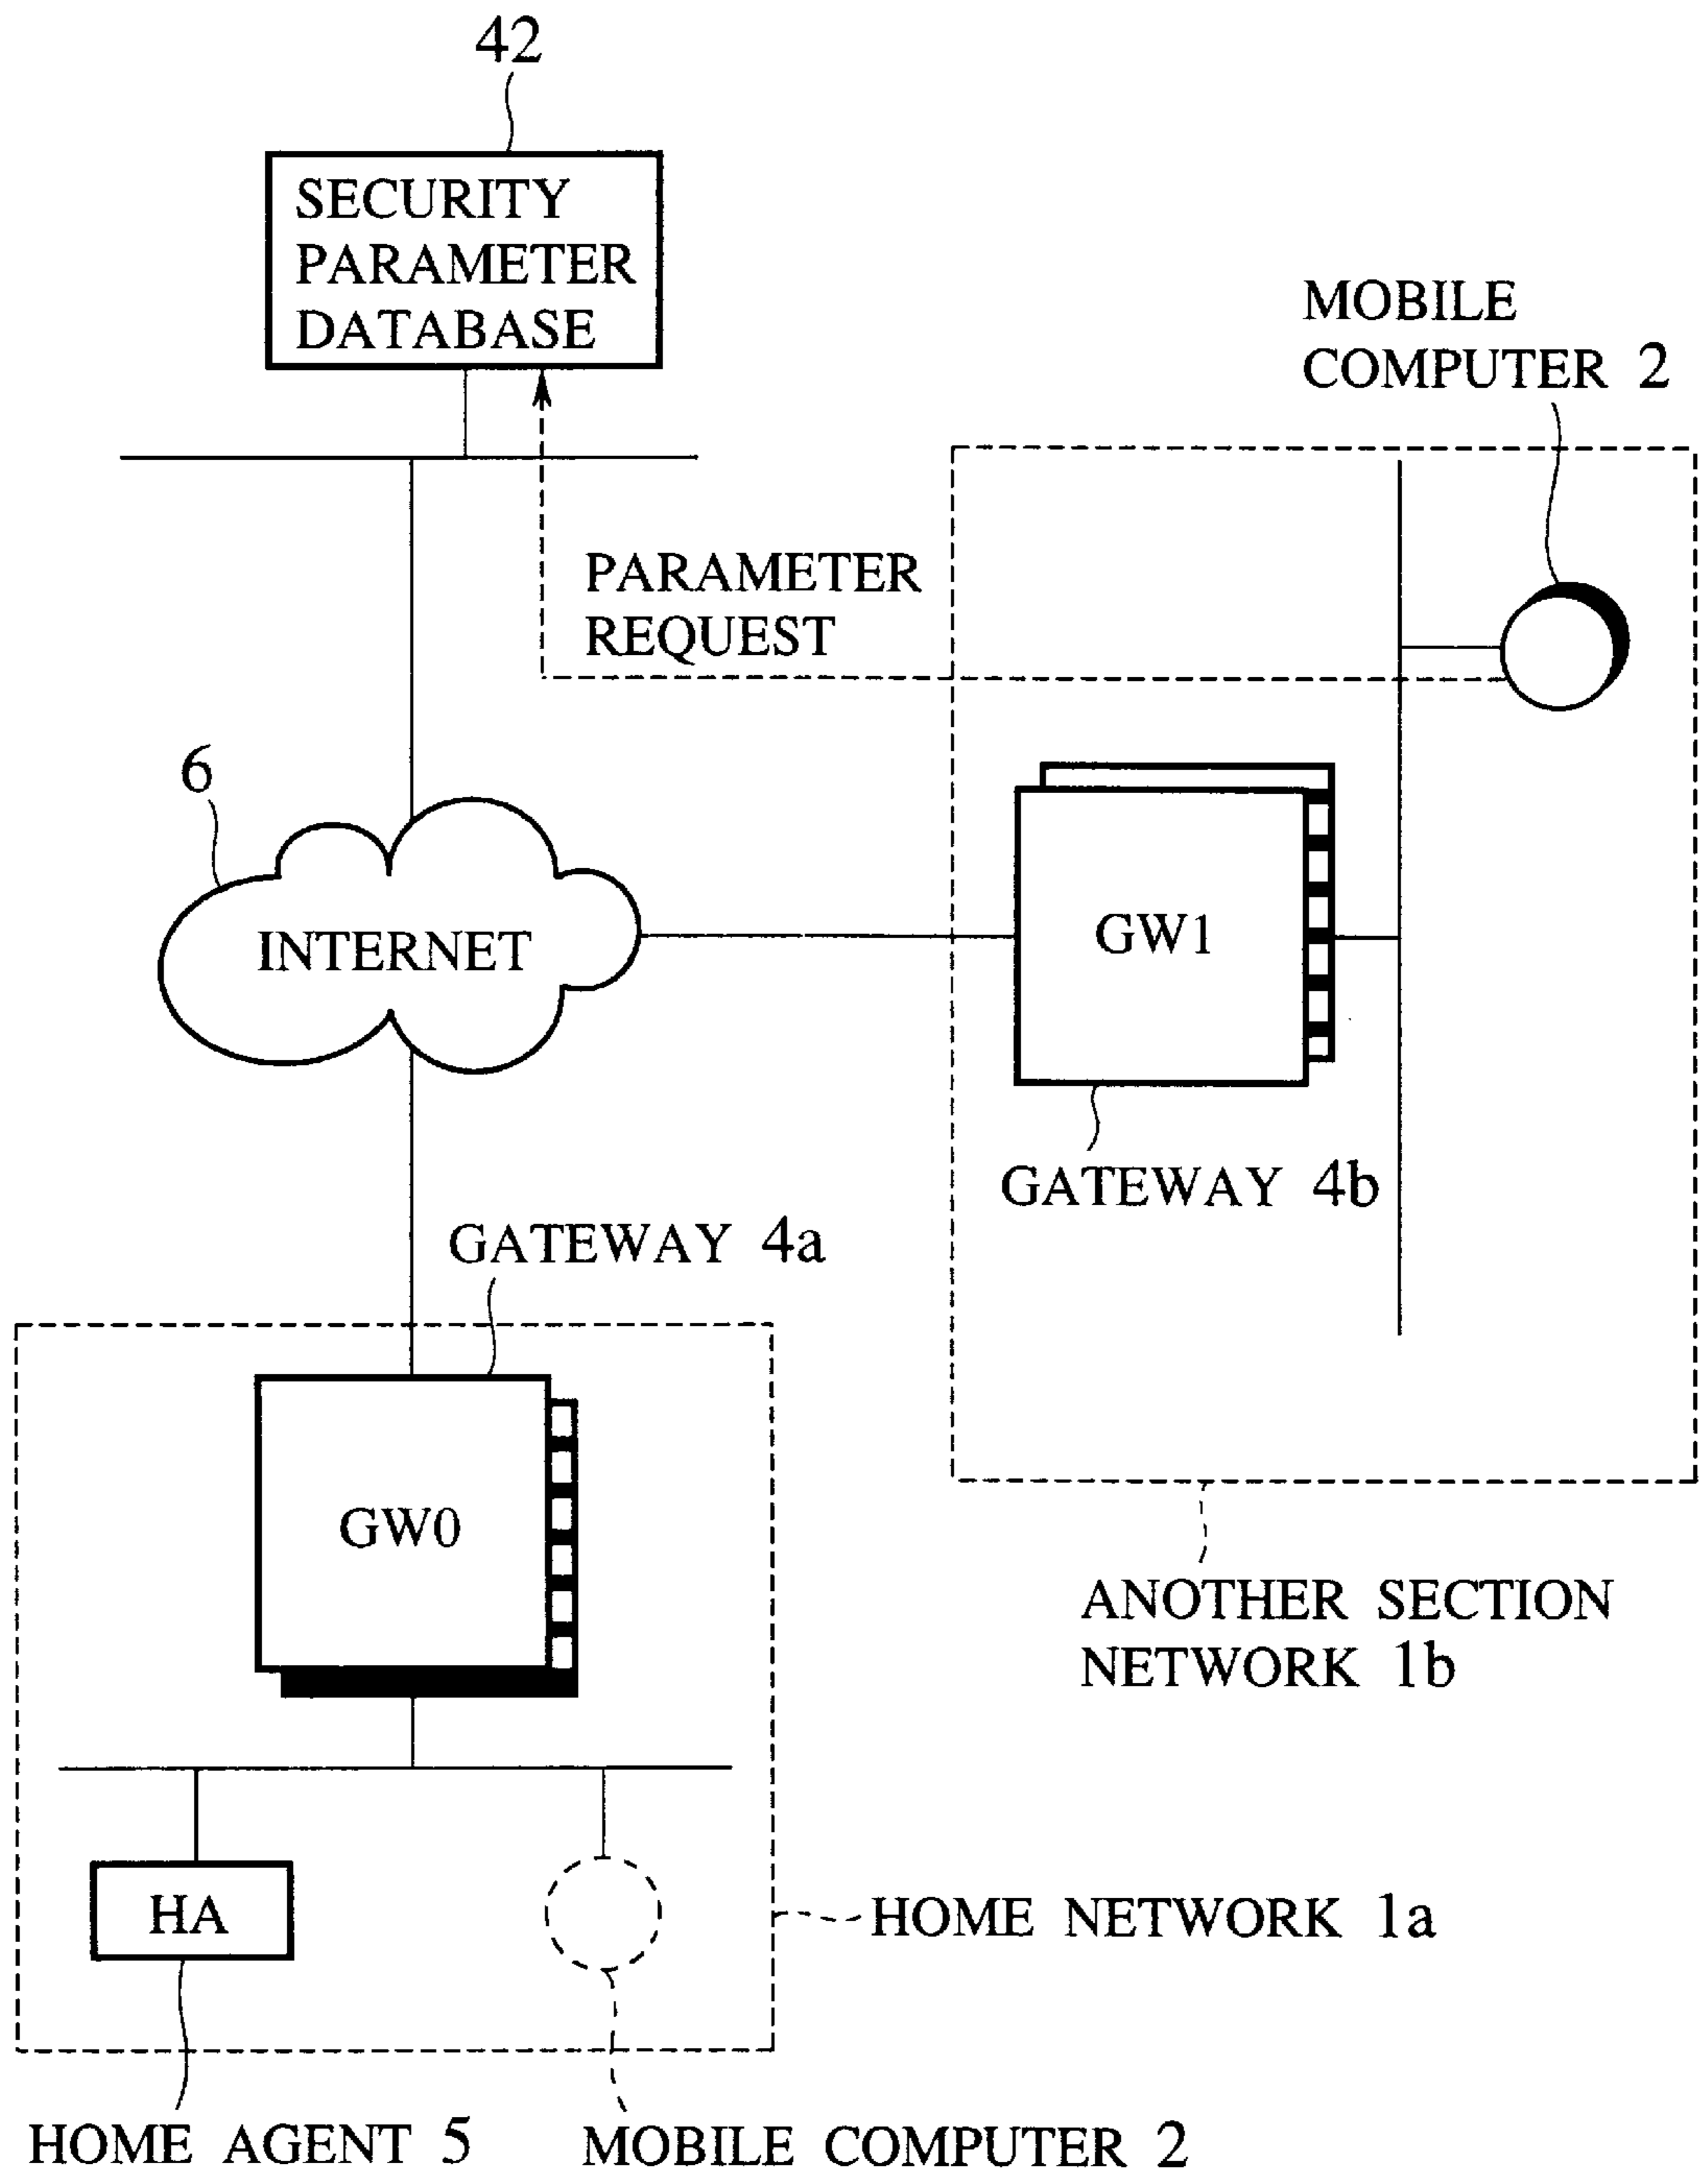 42
SECURITY
PARAMETER
DATABASE
MOBILE
COMPUTER 2
PARAMETER
REQUEST
6
INTERNET
GW1
GATEWAY 4b
GATEWAY 4a
GW0
ANOTHER SECTION
NETWORK 1b
HA
HOME NETWORK 1a
HOME AGENT 5
MOBILE COMPUTER 2